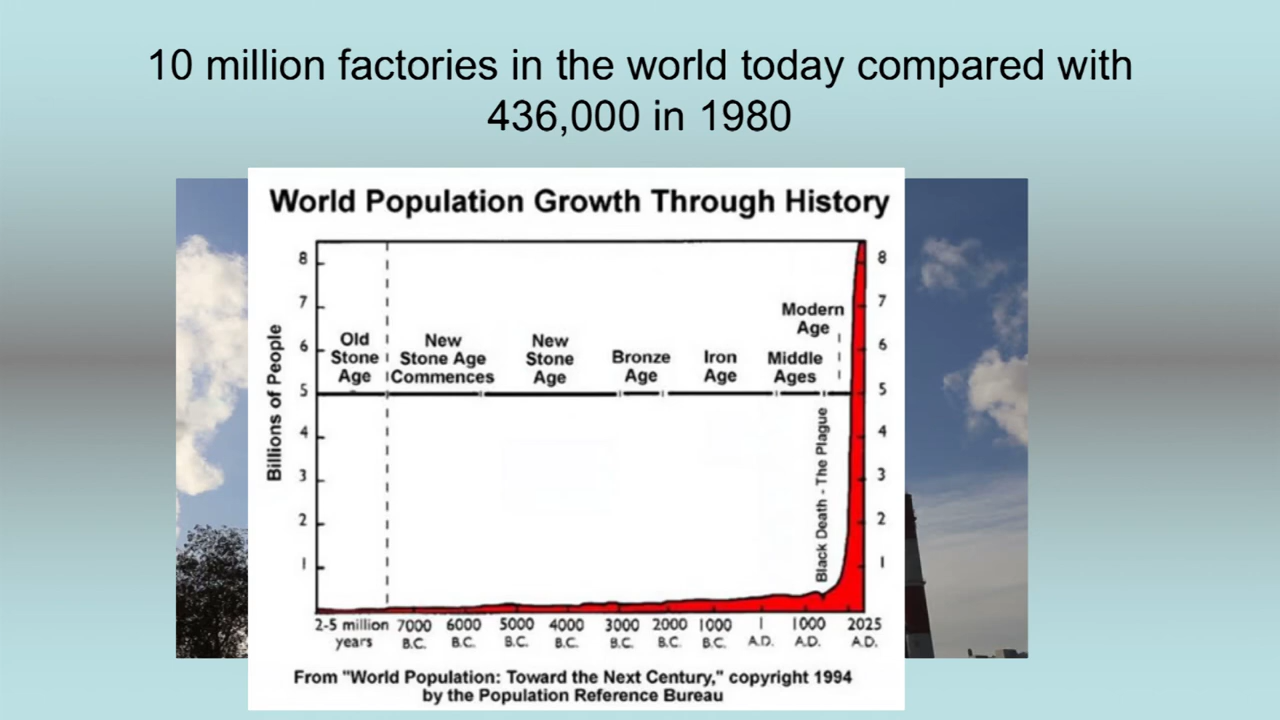 10 million factories in the world today compared with
436,000 in 1980
World Population Growth Through History
Billions of People
8
7
6
5
4
3
2
1
Old
Stone
Age
New
Stone Age
Commences
New
Stone
Age
Bronze
Age
Iron
Age
Middle
Ages
Modern
Age
Black Death - The Plague
8
7
6
5
4
3
2
1
2-5 million
years
7000
B.C.
6000
B.C.
5000
B.C.
4000
B.C.
3000
B.C.
2000
B.C.
1000
B.C.
1
A.D.
1000
A.D.
2025
A.D.
From "World Population: Toward the Next Century," copyright 1994
by the Population Reference Bureau